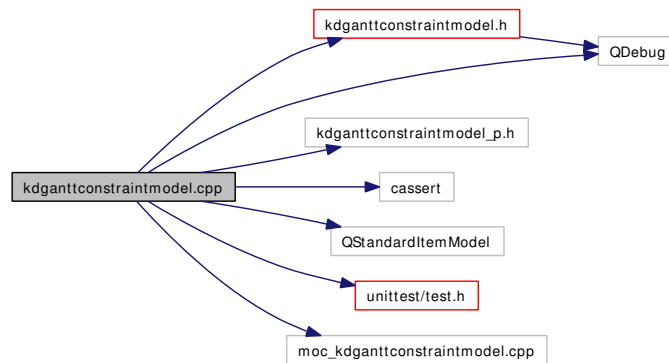 kdganttconstraintmodel.h
QDebug
kdganttconstraintmodel_p.h
kdganttconstraintmodel.cpp
cassert
QStandardItemModel
unittest/test.h
moc_kdganttconstraintmodel.cpp